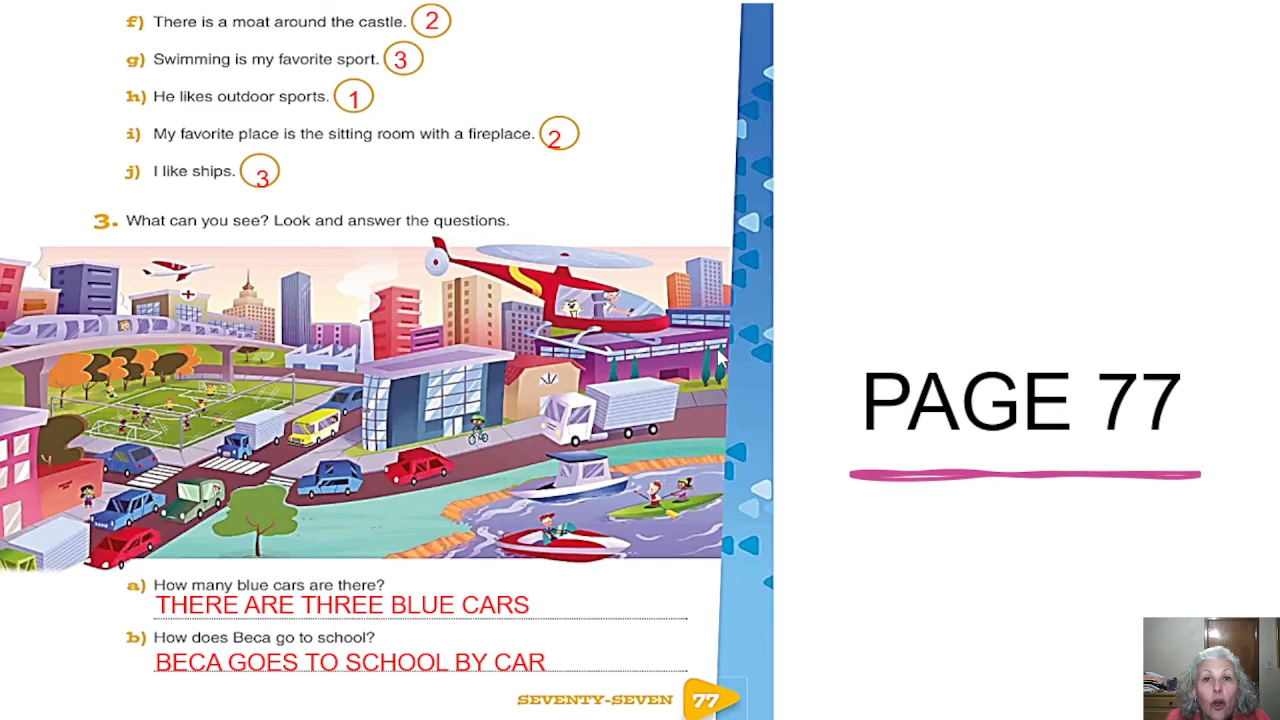 f) There is a moat around the castle. 2
g) Swimming is my favorite sport. 3
h) He likes outdoor sports. 1
i) My favorite place is the sitting room with a fireplace. 2
j) I like ships. 3
3. What can you see? Look and answer the questions.
PAGE 77
a) How many blue cars are there?
THERE ARE THREE BLUE CARS
b) How does Beca go to school?
BECA GOES TO SCHOOL BY CAR
SEVENTY-SEVEN 77